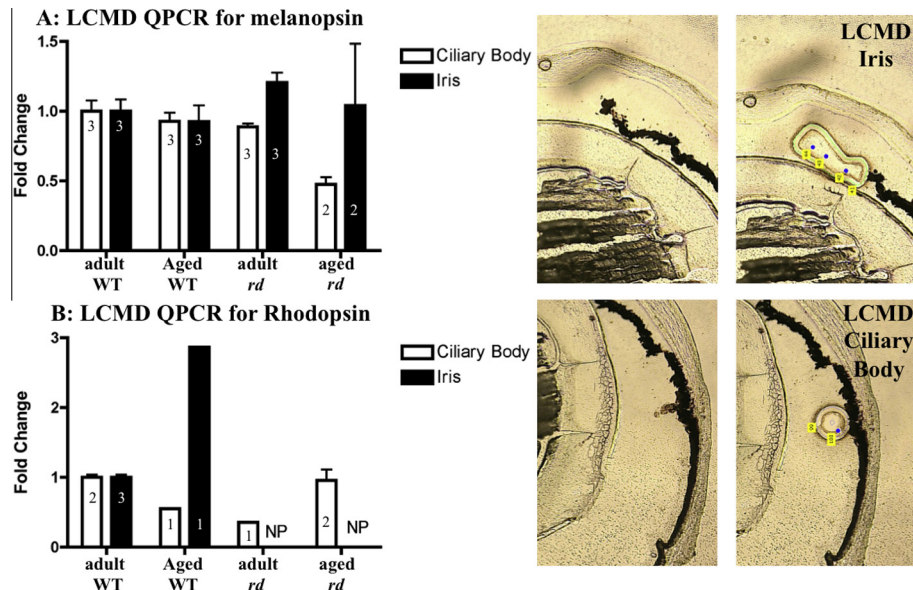 A: LCMD QPCR for melanopsin
Fold Change
1.5
1.0
0.5
0.0
3
3
3
3
3
3
2
2
adult WT
Aged WT
adult rd
aged rd
Ciliary Body
Iris
LCMD Iris
B: LCMD QPCR for Rhodopsin
Fold Change
3
2
1
0
2
3
1
1
1
NP
2
NP
adult WT
Aged WT
adult rd
aged rd
Ciliary Body
Iris
LCMD Ciliary Body